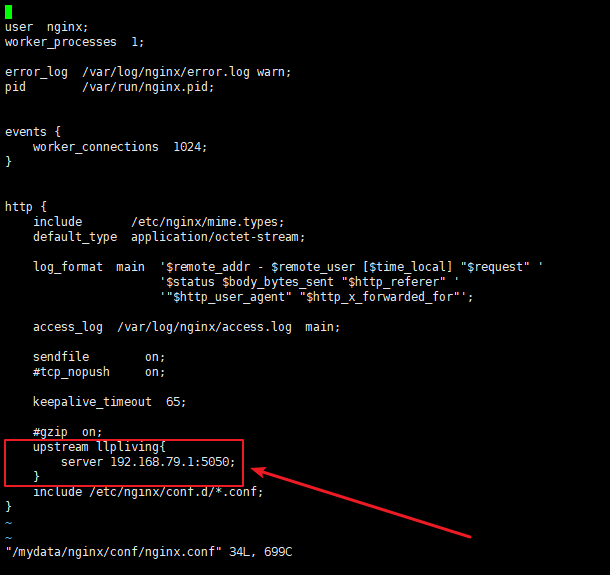 user  nginx;
worker_processes  1;
error_log  /var/log/nginx/error.log warn;
pid        /var/run/nginx.pid;
events {
    worker_connections  1024;
}
http {
    include       /etc/nginx/mime.types;
    default_type  application/octet-stream;
    log_format  main  '$remote_addr - $remote_user [$time_local] "$request" '
                      '$status $body_bytes_sent "$http_referer" '
                      '"$http_user_agent" "$http_x_forwarded_for"';
    access_log  /var/log/nginx/access.log  main;
    sendfile        on;
    #tcp_nopush     on;
    keepalive_timeout  65;
    #gzip  on;
    upstream llpliving{
        server 192.168.79.1:5050;
    }
    include /etc/nginx/conf.d/*.conf;
}
~
~
"/mydata/nginx/conf/nginx.conf" 34L, 699C